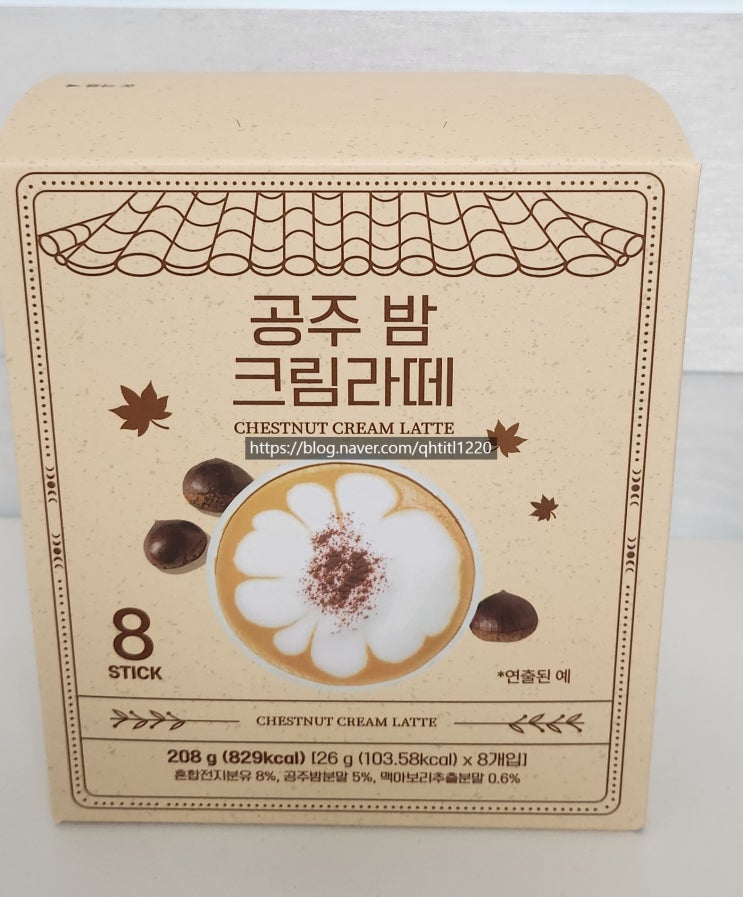 공주 밤
크림라떼
CHESTNUT CREAM LATTE
https://blog.naver.com/qhtitl1220
8
STICK
*연출된 예
CHESTNUT CREAM LATTE
208 g (829kcal) [26 g (103.58kcal) x 8개입]
혼합전지분유 8%, 공주밤분말 5%, 맥아보리추출분말 0.6%